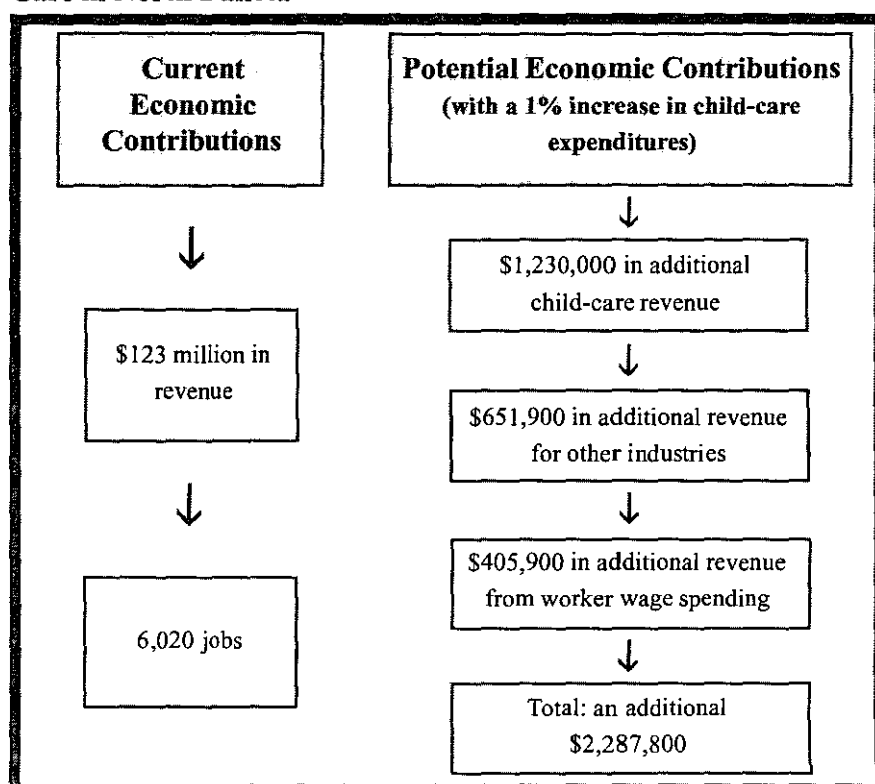 Current
Economic
Contributions
$123 million in
revenue
6,020 jobs
Potential Economic Contributions
(with a 1% increase in child-care
expenditures)
$1,230,000 in additional
child-care revenue
$651,900 in additional revenue
for other industries
$405,900 in additional revenue
from worker wage spending
Total: an additional
$2,287,800